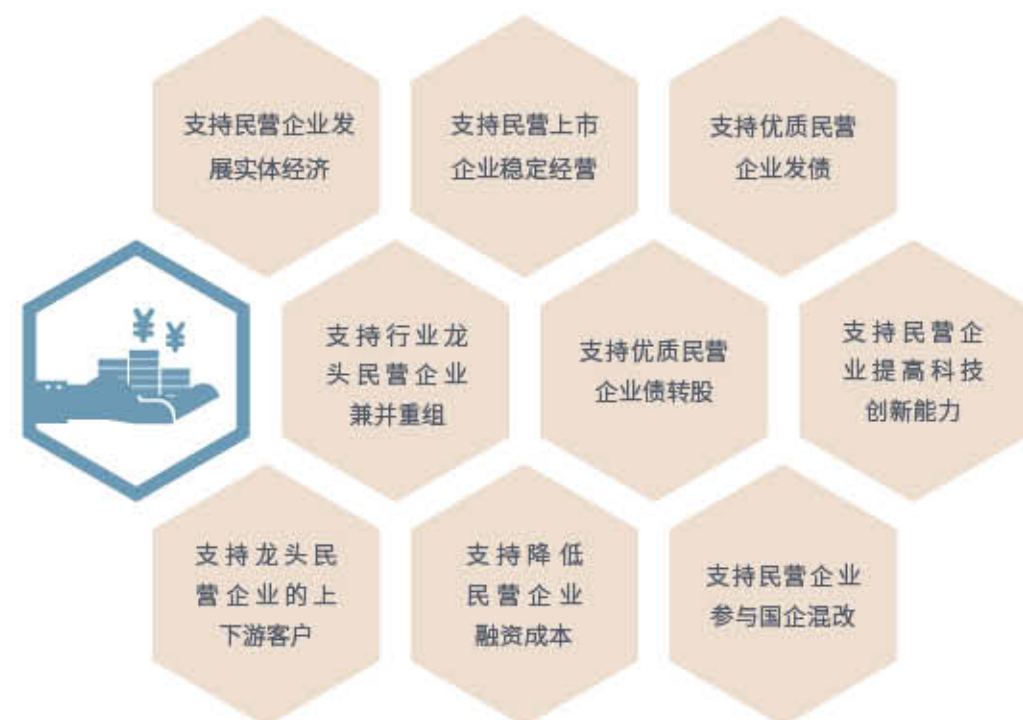 支持民营企业发
展实体经济
支持民营上市
企业稳定经营
支持优质民营
企业发债
支持行业龙
头民营企业
兼并重组
支持优质民营
企业债转股
支持民营企
业提高科技
创新能力
支持龙头民
营企业的上
下游客户
支持降低
民营企业
融资成本
支持民营企业
参与国企混改